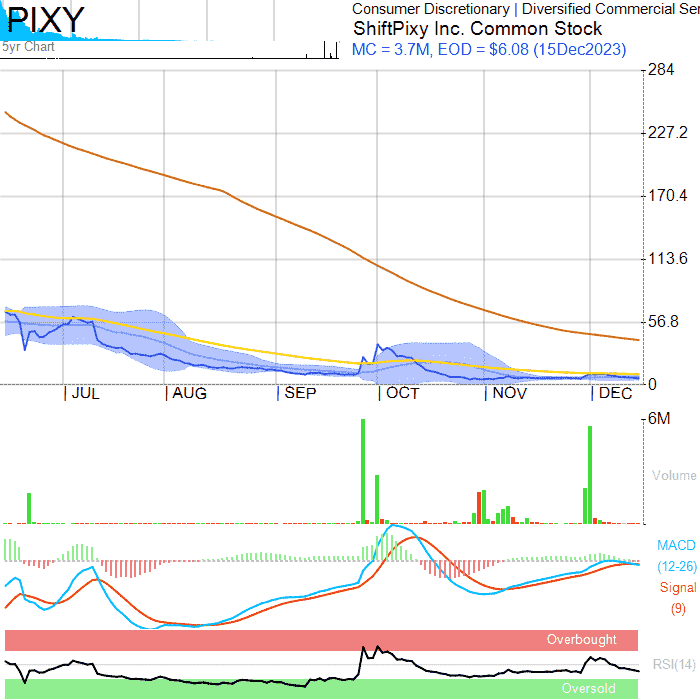 PIXY
Consumer Discretionary | Diversified Commercial Ser
ShiftPixy Inc. Common Stock
MC = 3.7M, EOD = $6.08 (15Dec2023)
5yr Chart
284
227.2
170.4
113.6
56.8
0
JUL AUG SEP OCT NOV DEC
6M
Volume
MACD
(12-26)
Signal
(9)
Overbought
RSI(14)
Oversold